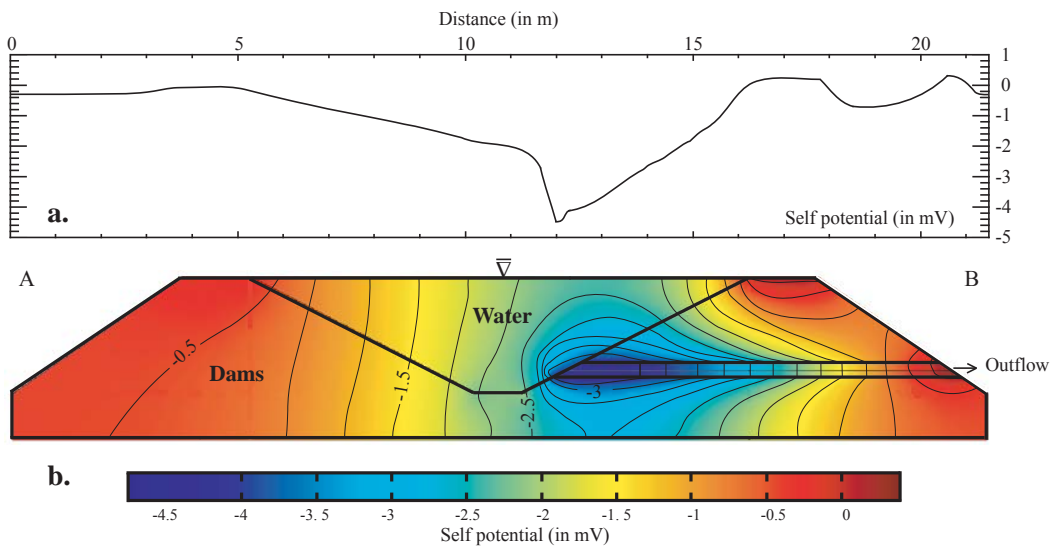 Distance (in m)
0 5 10 15 20
1
0
-1
-2
-3
-4
-5
a.
Self potential (in mV)
A
B
Water
-0.5
Dams
-1.5
-2.5
-3
Outflow
b.
-4.5 -4 -3. 5 -3 -2.5 -2 -1. 5 -1 -0.5 0
Self potential (in mV)